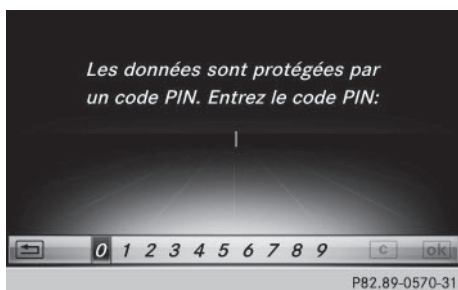 Les données sont protégées par
un code PIN. Entrez le code PIN:
0 1 2 3 4 5 6 7 8 9 c ok
P82.89-0570-31